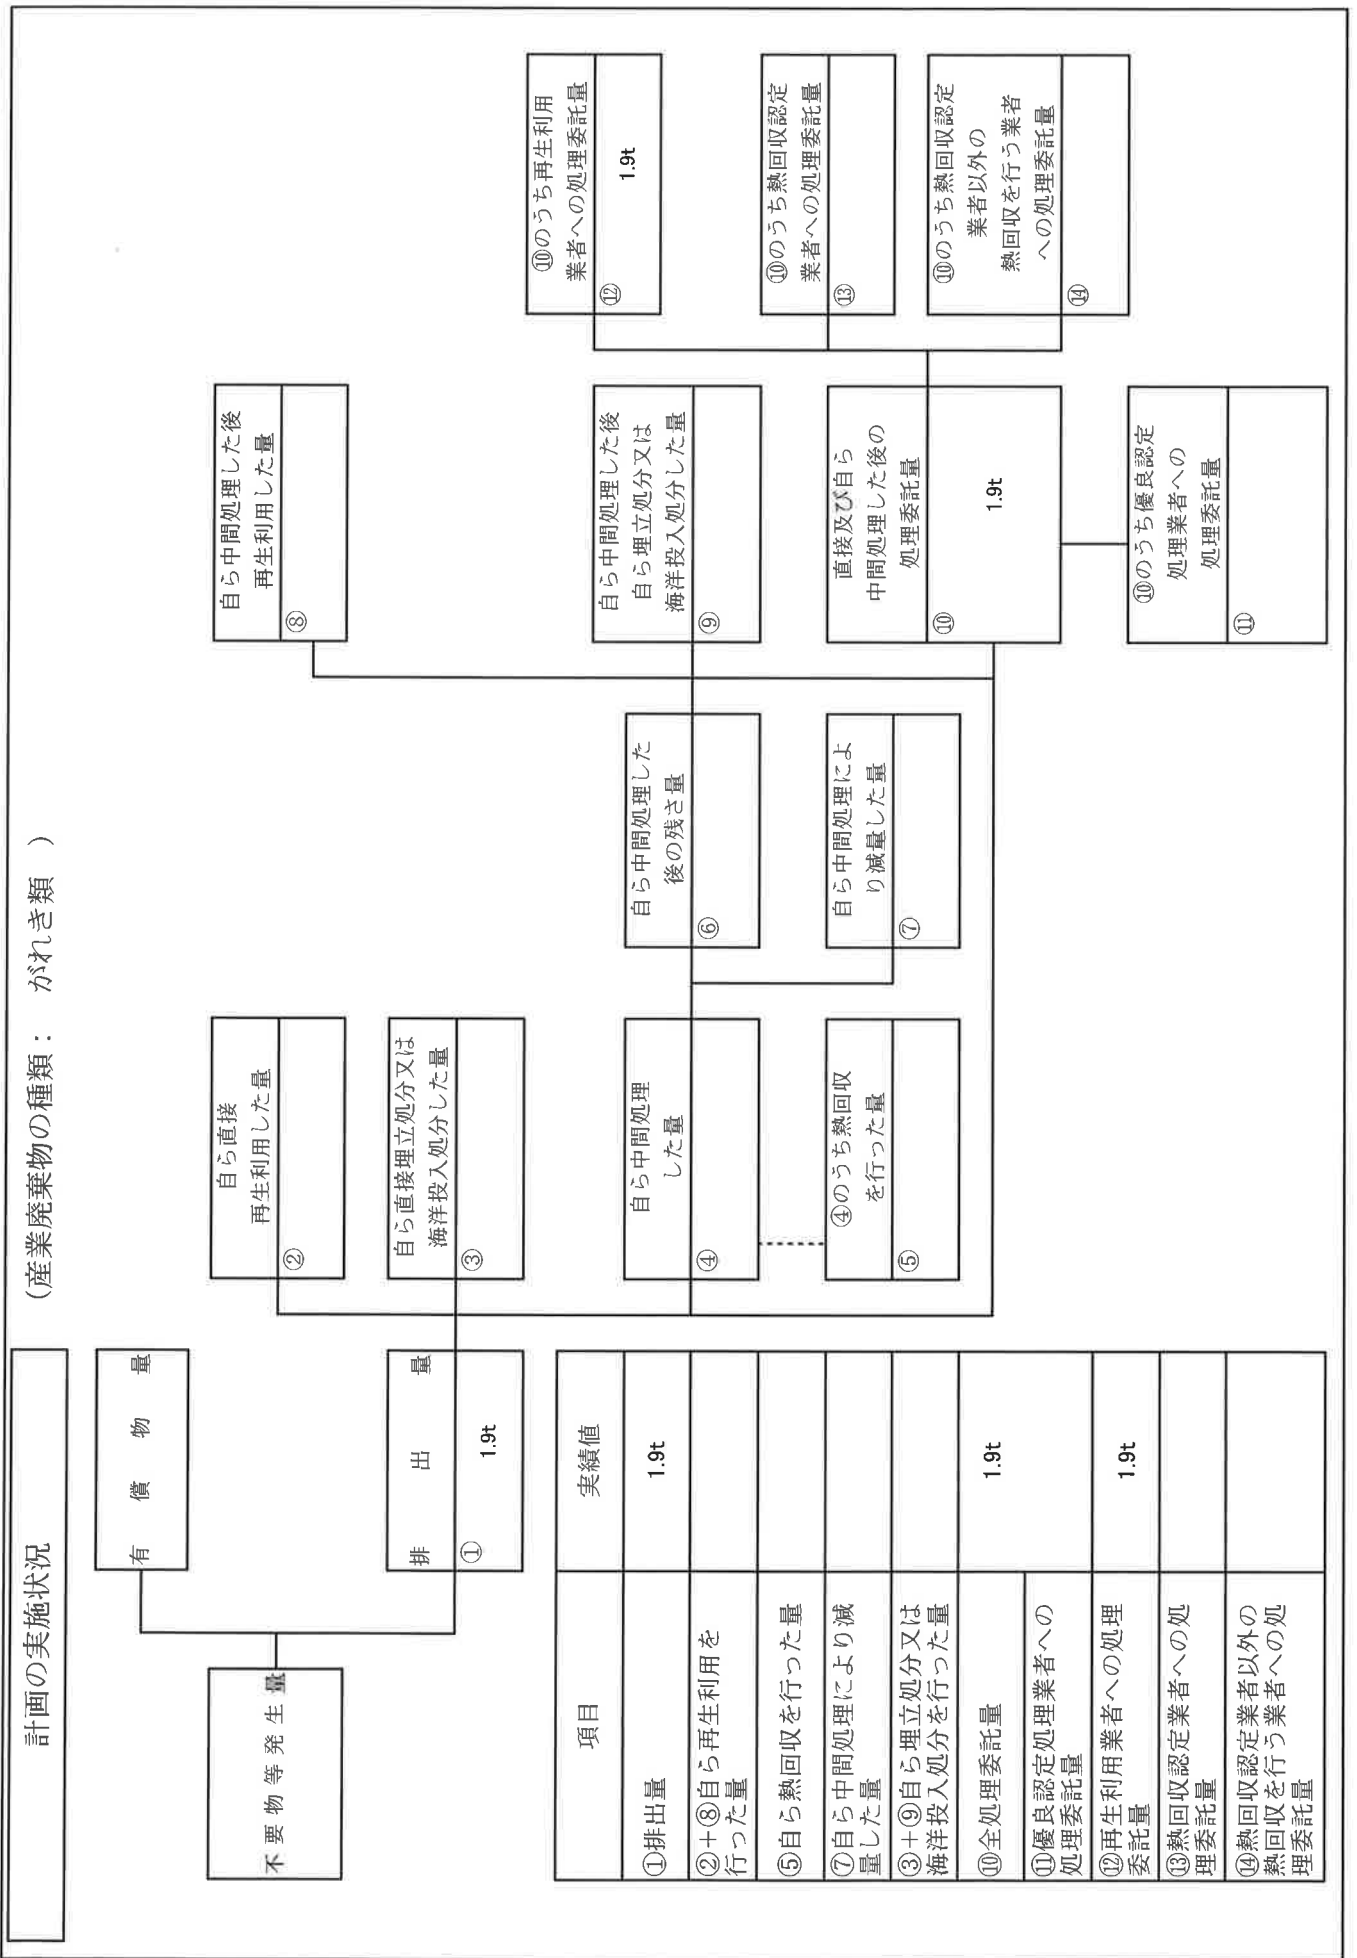 計画の実施状況
(産業廃棄物の種類： がれき類 )
不要物等発生量
有償物量
排出量
①
1.9t
自ら直接
再生利用した量
②
自ら直接埋立処分又は
海洋投入処分した量
③
自ら中間処理
した量
④
④のうち熱回収
を行った量
⑤
自ら中間処理した
後の残さ量
⑥
自ら中間処理によ
り減量した量
⑦
自ら中間処理した後
再生利用した量
⑧
自ら中間処理した後
自ら埋立処分又は
海洋投入処分した量
⑨
直接及び自ら
中間処理した後の
処理委託量
⑩
1.9t
⑩のうち優良認定
処理業者への
処理委託量
⑪
⑩のうち再生利用
業者への処理委託量
⑫
1.9t
⑩のうち熱回収認定
業者への処理委託量
⑬
⑩のうち熱回収認定
業者以外の
熱回収を行う業者
への処理委託量
⑭
項目 実績値
①排出量 1.9t
②＋⑧自ら再生利用を
行った量
⑤自ら熱回収を行った量
⑦自ら中間処理により減
量した量
③＋⑨自ら埋立処分又は
海洋投入処分を行った量
⑩全処理委託量 1.9t
⑪優良認定処理業者への
処理委託量
⑫再生利用業者への処理
委託量 1.9t
⑬熱回収認定業者への処
理委託量
⑭熱回収認定業者以外の
熱回収を行う業者への処
理委託量